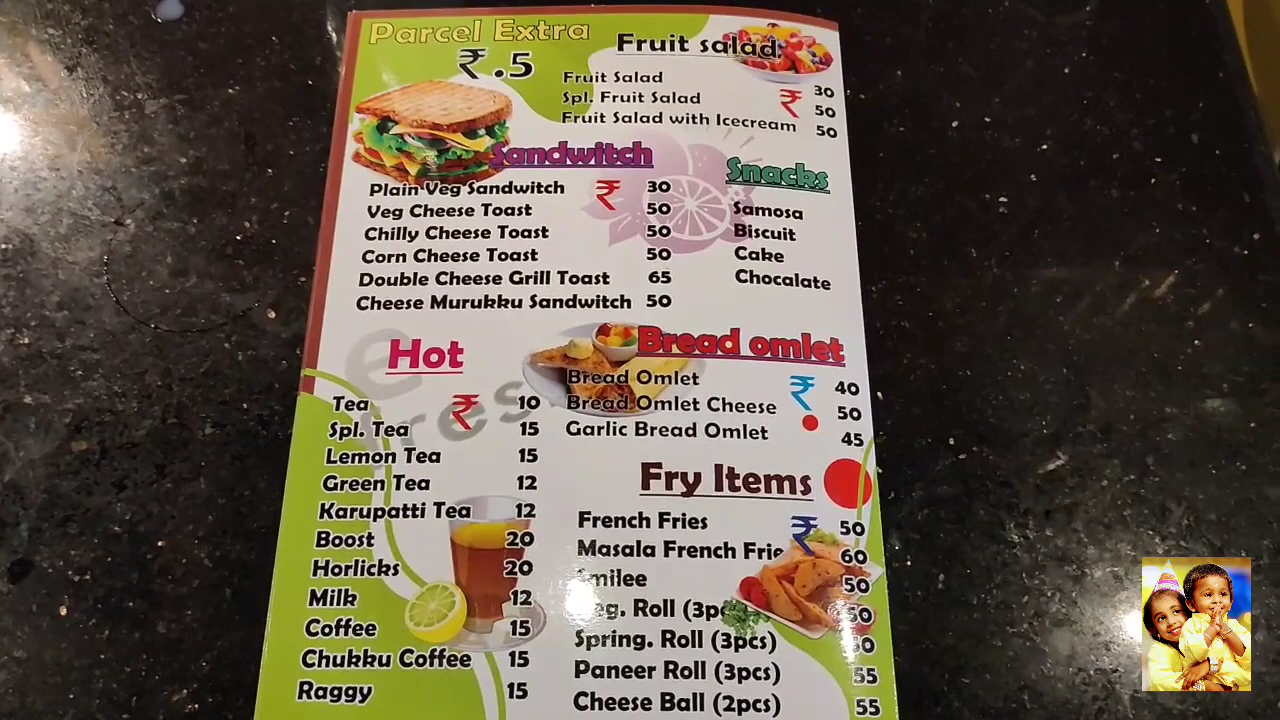 Parcel Extra
₹.5
Fruit salad
Fruit Salad 30
Spl. Fruit Salad ₹ 50
Fruit Salad with Icecream 50
Sandwitch
Plain Veg Sandwitch ₹ 30
Veg Cheese Toast 50
Chilly Cheese Toast 50
Corn Cheese Toast 50
Double Cheese Grill Toast 65
Cheese Murukku Sandwitch 50
Snacks
Samosa
Biscuit
Cake
Chocalate
Hot
Tea ₹ 10
Spl. Tea 15
Lemon Tea 15
Green Tea 12
Karupatti Tea 12
Boost 20
Horlicks 20
Milk 12
Coffee 15
Chukku Coffee 15
Raggy 15
Bread omlet
Bread Omlet ₹ 40
Bread Omlet Cheese 50
Garlic Bread Omlet 45
Fry Items
French Fries ₹ 50
Masala French Frie 60
Smilee 50
Roll 50
Spring. Roll (3pcs)
Paneer Roll (3pcs) 55
Cheese Ball (2pcs) 55